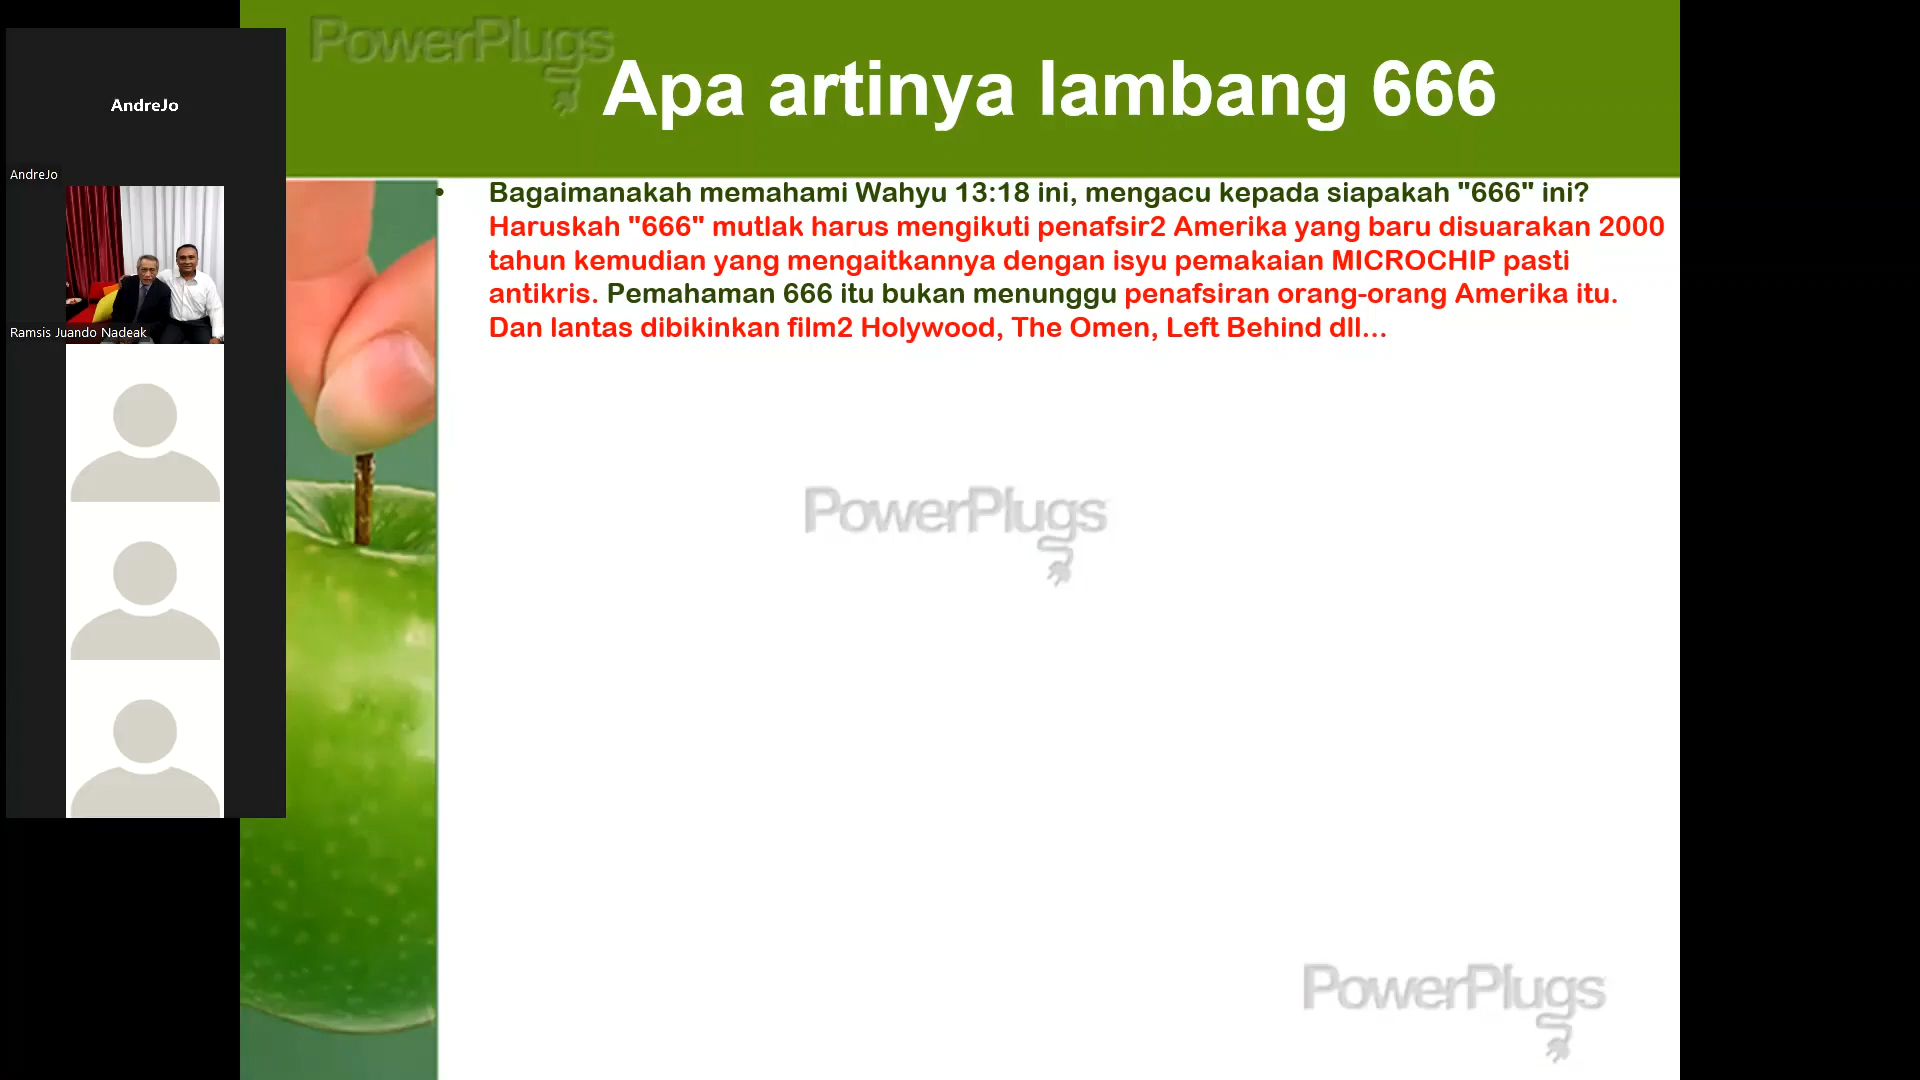 AndreJo
AndreJo
Ramsis Juando Nadeak
PowerPlugs
Apa artinya lambang 666
• Bagaimanakah memahami Wahyu 13:18 ini, mengacu kepada siapakah "666" ini?
Haruskah "666" mutlak harus mengikuti penafsir2 Amerika yang baru disuarakan 2000
tahun kemudian yang mengaitkannya dengan isyu pemakaian MICROCHIP pasti
antikris. Pemahaman 666 itu bukan menunggu penafsiran orang-orang Amerika itu.
Dan lantas dibikinkan film2 Holywood, The Omen, Left Behind dll...
PowerPlugs
PowerPlugs